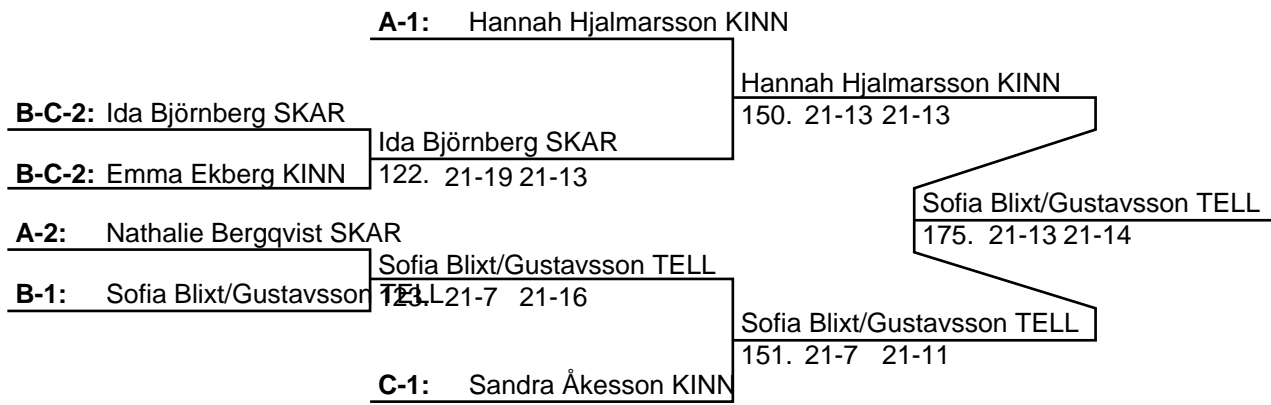 A-1: Hannah Hjalmarsson KINN
Hannah Hjalmarsson KINN
150. 21-13 21-13
B-C-2: Ida Björnberg SKAR
Ida Björnberg SKAR
122. 21-19 21-13
B-C-2: Emma Ekberg KINN
Sofia Blixt/Gustavsson TELL
175. 21-13 21-14
A-2: Nathalie Bergqvist SKAR
Sofia Blixt/Gustavsson TELL
123. 21-7 21-16
B-1: Sofia Blixt/Gustavsson TELL
Sofia Blixt/Gustavsson TELL
151. 21-7 21-11
C-1: Sandra Åkesson KINN